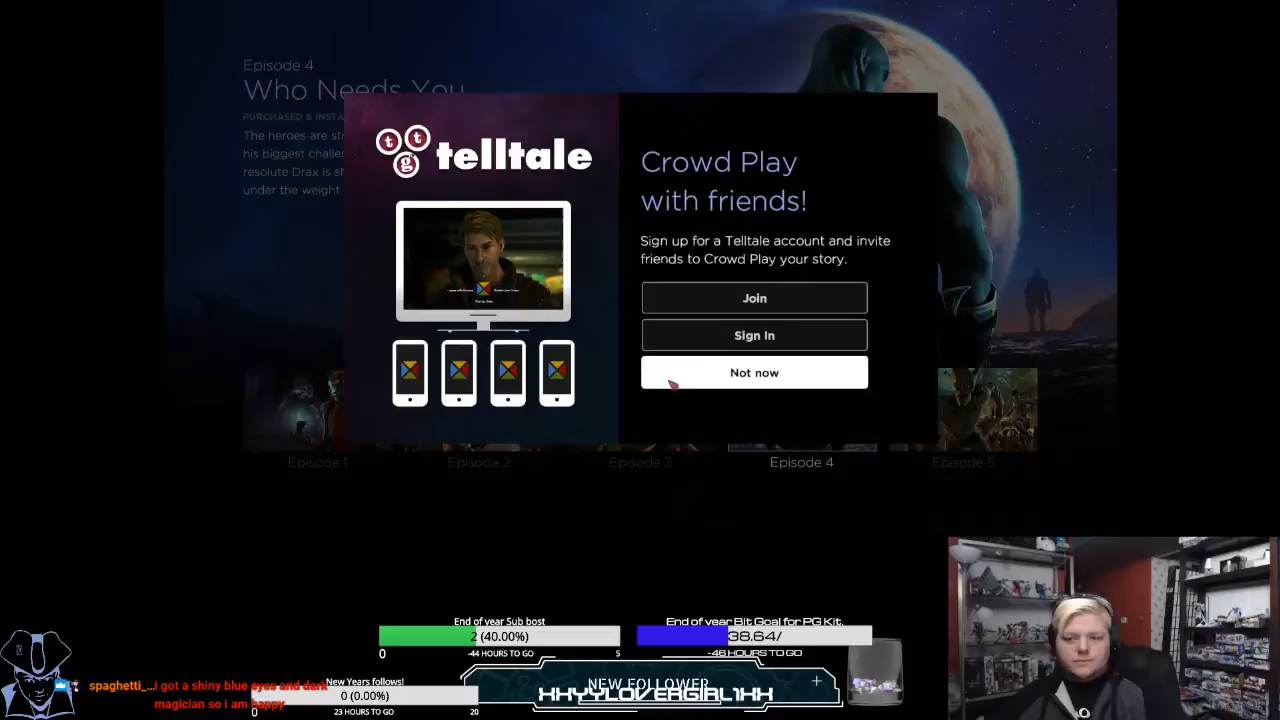 Episode 4
Who Needs You
PURCHASED & INSTA
The heroes are str
his biggest challen
resolute Drax is sh
under the weight
t t g telltale
Crowd Play
with friends!
Sign up for a Telltale account and invite
friends to Crowd Play your story.
Join
Sign In
Not now
Episode 1
Episode 2
Episode 3
Episode 4
Episode 5
End of year Sub bost
2 (40.00%)
0
-44 HOURS TO GO
5
End of year Bit Goal for PG Kit.
38.64/
-46 HOURS TO GO
spaghetti_...i got a shiny blue eyes and dark
magician so i am happy
New Years follows!
0 (0.00%)
0
23 HOURS TO GO
20
NEW FOLLOWER
XXYYLOVERGIRL1XX